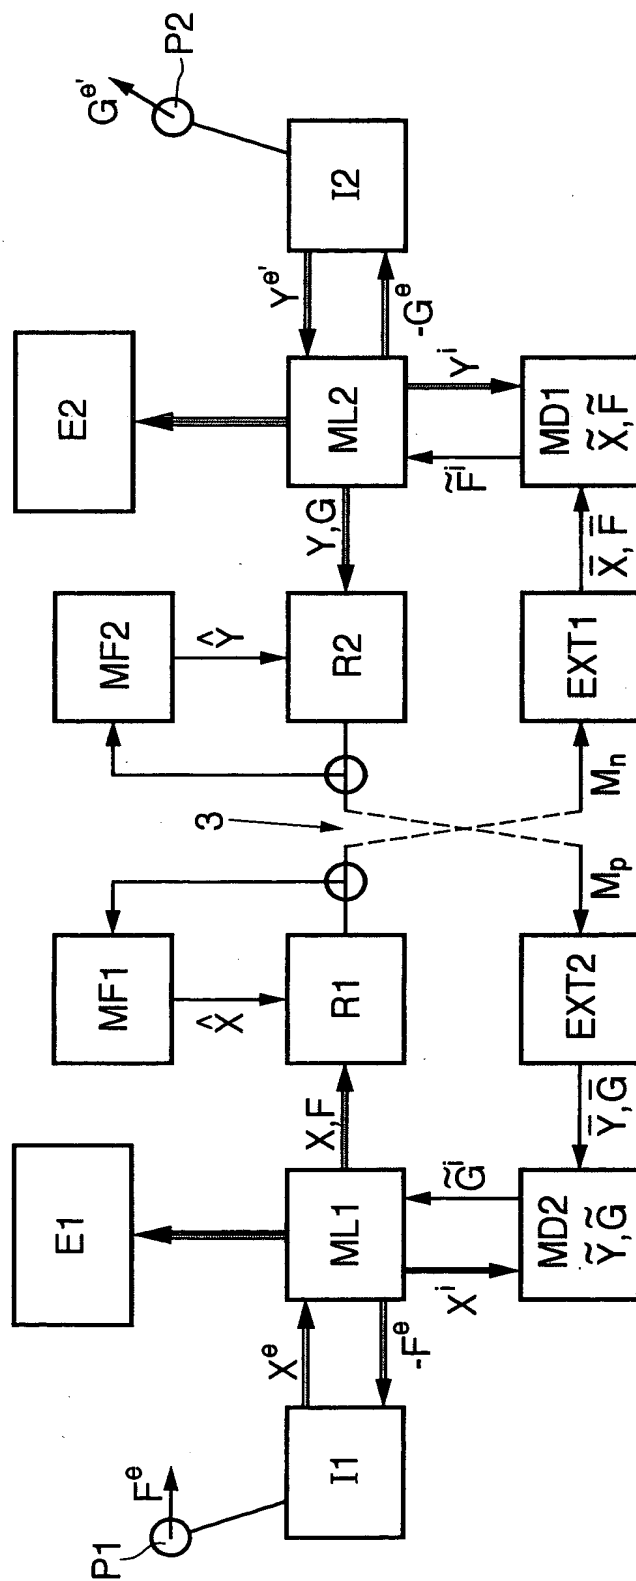 P1
F^e
I1
X^e
-F^e
E1
ML1
X,F
X^i
G̃^i
MD2
Ỹ,G̃
Y̅,G̅
MF1
X̂
R1
EXT2
M_p
3
MF2
Ŷ
R2
EXT1
M_n
E2
Y,G
ML2
F̃^i
Y^i
MD1
X̃,F̃
X̅,F̅
Y^e'
-G^e
I2
G^e'
P2